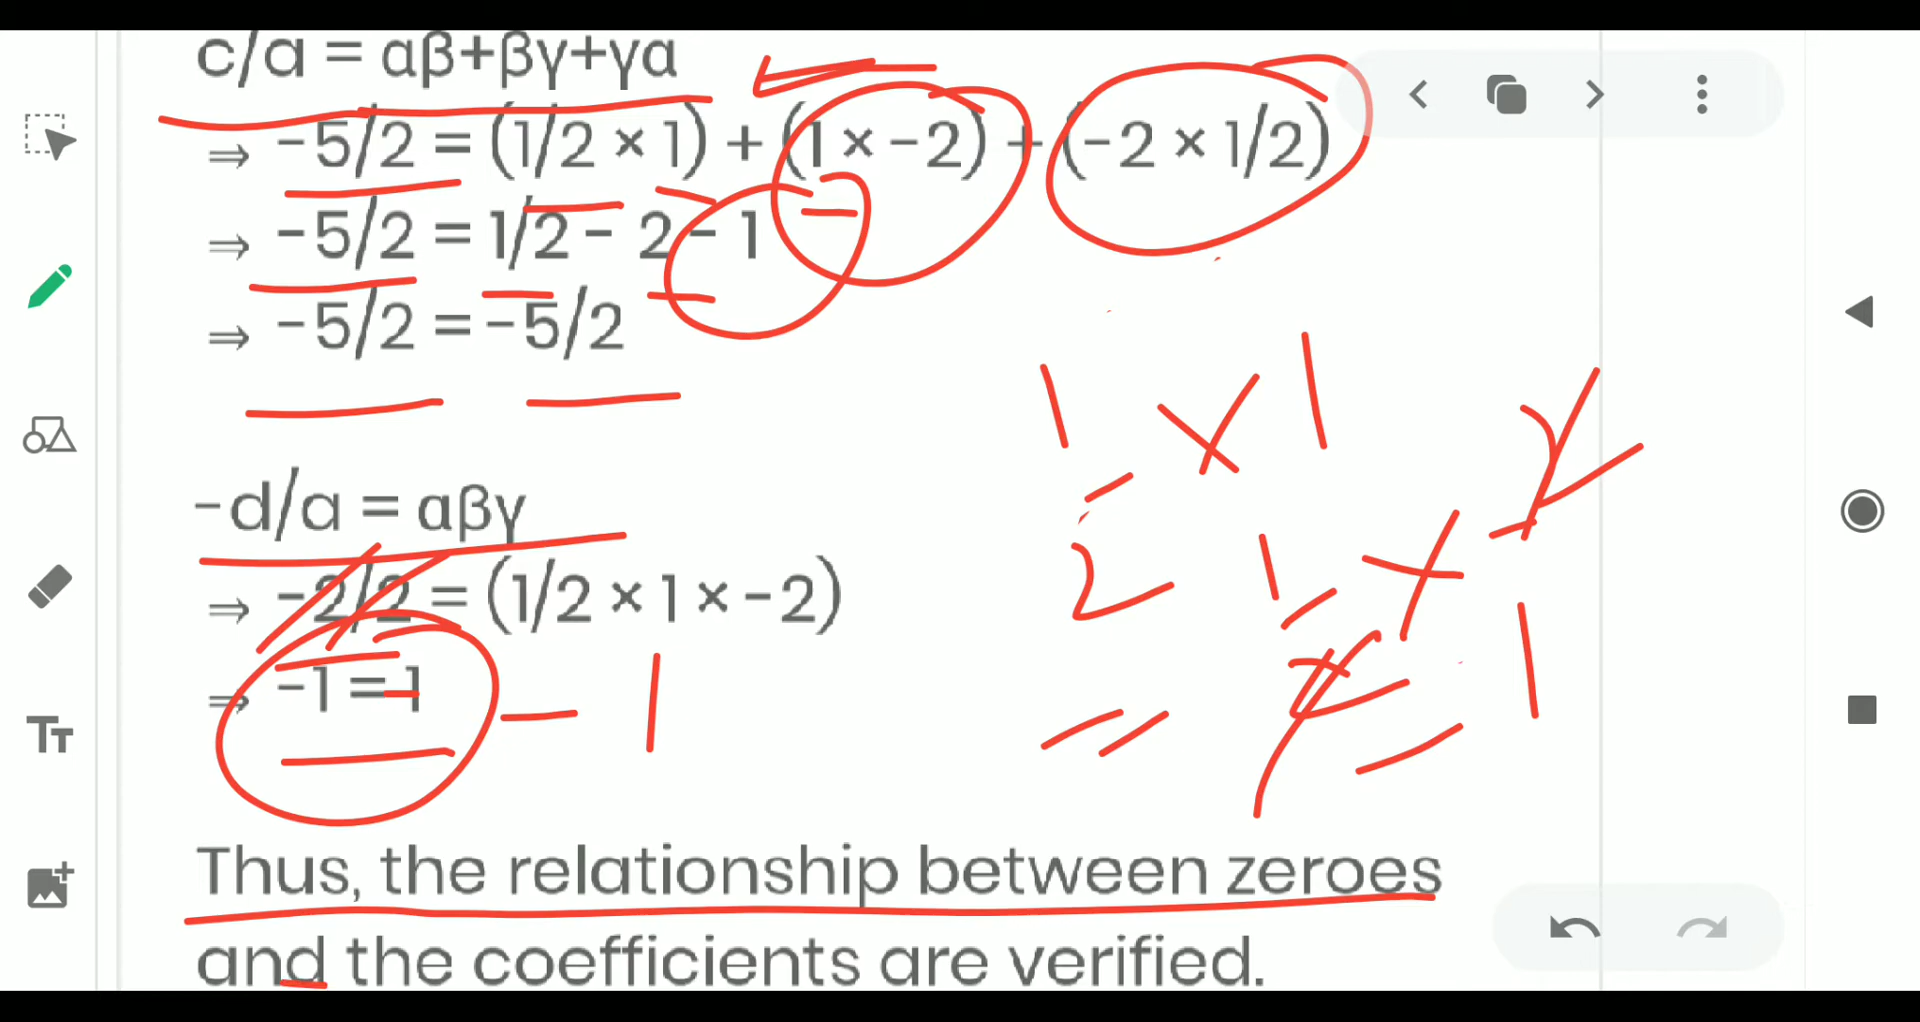 c/a = αβ+βγ+γα
⇒ -5/2 = (1/2 × 1) + (1 × -2) + (-2 × 1/2)
⇒ -5/2 = 1/2 - 2 - 1
⇒ -5/2 = -5/2
-d/a = αβγ
⇒ -2/2 = (1/2 × 1 × -2)
⇒ -1 = -1
- 1
Thus, the relationship between zeroes
and the coefficients are verified.
Tт